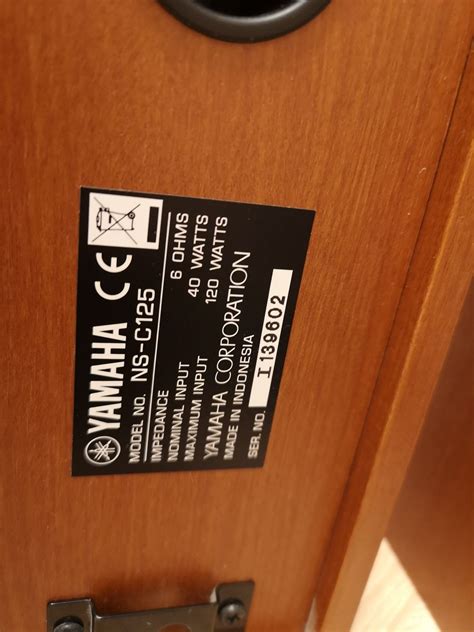 YAMAHA CE
MODEL NO. NS-C125
IMPEDANCE 6 OHMS
NOMINAL INPUT 40 WATTS
MAXIMUM INPUT 120 WATTS
YAMAHA CORPORATION
MADE IN INDONESIA
SER. NO. I 139602